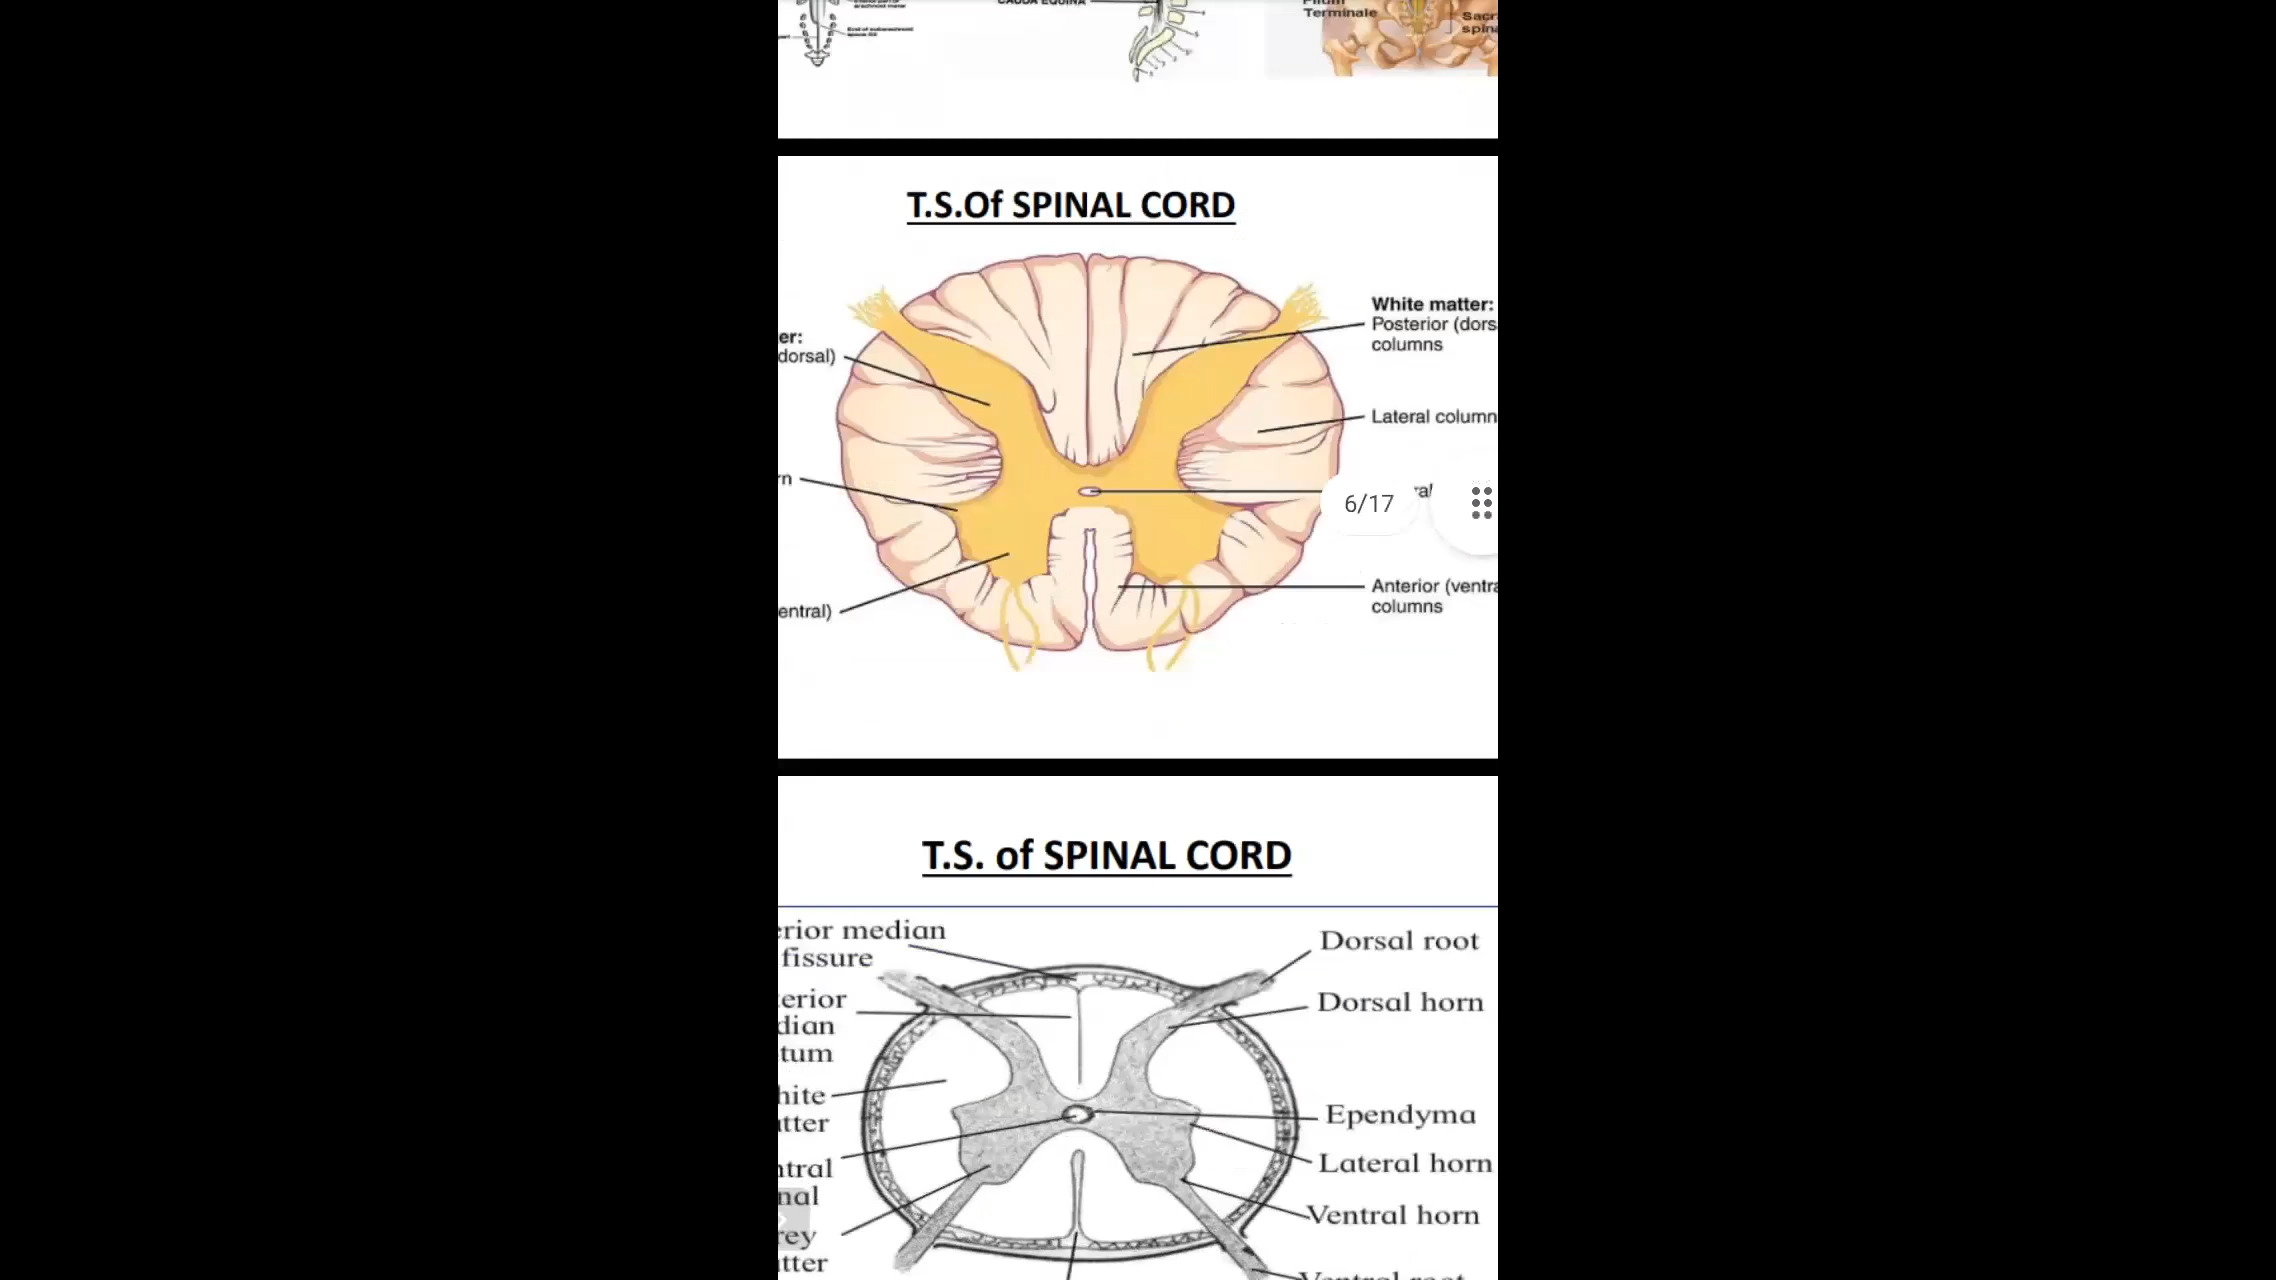 CAUDA EQUINA
Terminale
T.S.Of SPINAL CORD
White matter:
Posterior (dors
columns
er:
dorsal)
Lateral column
rn
6/17
Anterior (ventra
columns
entral)
T.S. of SPINAL CORD
erior median
fissure
Dorsal root
terior
dian
tum
Dorsal horn
hite
tter
Ependyma
ntral
nal
Lateral horn
Ventral horn
rey
tter